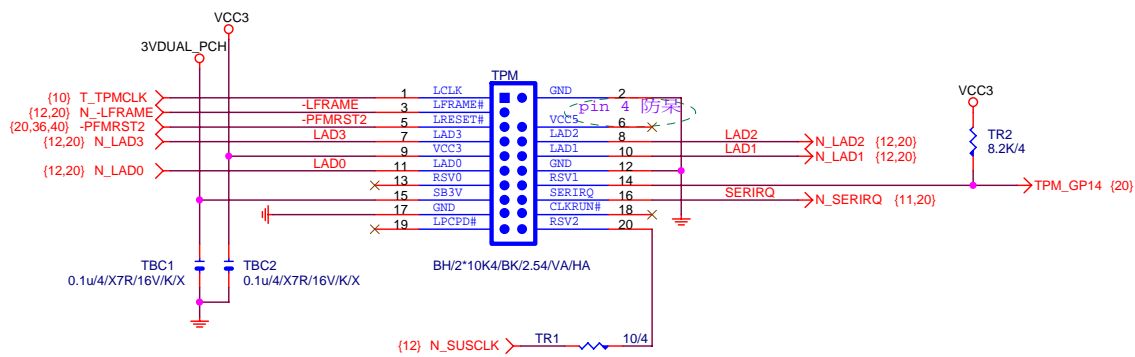 VCC3
3VDUAL_PCH
TPM
{10} T_TPMCLK 1 LCLK GND 2
{12,20} N_-LFRAME -LFRAME 3 LFRAME# pin 4 防呆
{20,36,40} -PFMRST2 -PFMRST2 5 LRESET# VCC5 6
{12,20} N_LAD3 LAD3 7 LAD3 LAD2 8 LAD2 N_LAD2 {12,20}
9 VCC3 LAD1 10 LAD1 N_LAD1 {12,20}
{12,20} N_LAD0 LAD0 11 LAD0 GND 12
13 RSV0 RSV1 14 TPM_GP14 {20}
15 SB3V SERIRQ 16 SERIRQ N_SERIRQ {11,20}
17 GND CLKRUN# 18
19 LPCPD# RSV2 20
VCC3
TR2
8.2K/4
BH/2*10K4/BK/2.54/VA/HA
TBC1
0.1u/4/X7R/16V/K/X
TBC2
0.1u/4/X7R/16V/K/X
{12} N_SUSCLK TR1 10/4